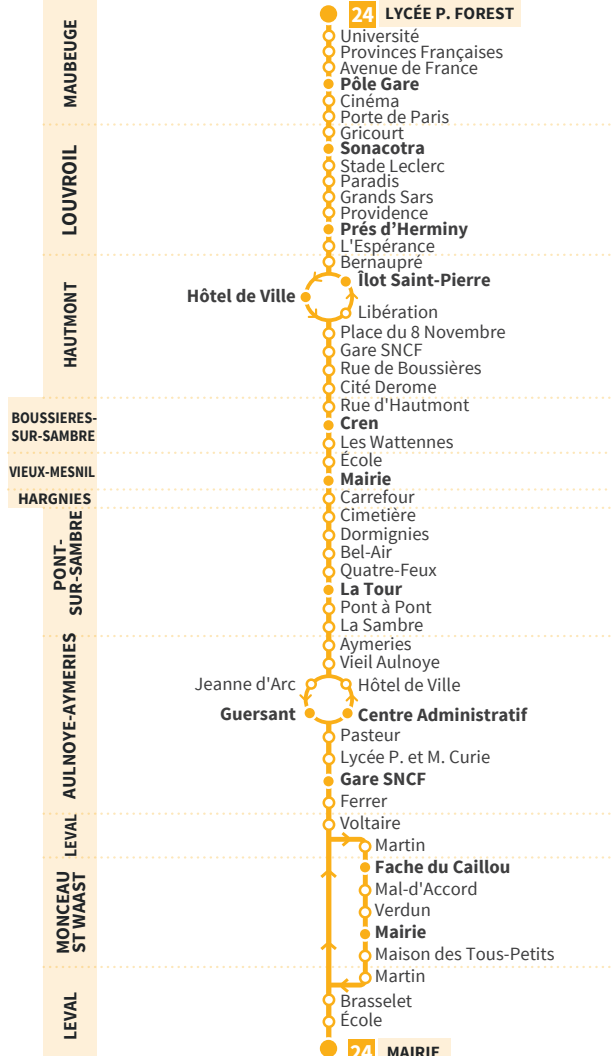 24 LYCÉE P. FOREST
MAUBEUGE
Université
Provinces Françaises
Avenue de France
Pôle Gare
Cinéma
Porte de Paris
LOUVROIL
Gricourt
Sonacotra
Stade Leclerc
Paradis
Grands Sars
Providence
Prés d'Herminy
L'Espérance
HAUTMONT
Bernaupré
Îlot Saint-Pierre
Hôtel de Ville
Libération
Place du 8 Novembre
Gare SNCF
Rue de Boussières
Cité Derome
BOUSSIERES-
SUR-SAMBRE
Rue d'Hautmont
Cren
Les Wattennes
VIEUX-MESNIL
École
Mairie
HARGNIES
Carrefour
PONT-
SUR-SAMBRE
Cimetière
Dormignies
Bel-Air
Quatre-Feux
La Tour
Pont à Pont
La Sambre
AULNOYE-AYMERIES
Aymeries
Vieil Aulnoye
Jeanne d'Arc
Hôtel de Ville
Guersant
Centre Administratif
Pasteur
Lycée P. et M. Curie
Gare SNCF
Ferrer
LEVAL
Voltaire
Martin
MONCEAU
ST WAAST
Fache du Caillou
Mal-d'Accord
Verdun
Mairie
Maison des Tous-Petits
LEVAL
Martin
Brasselet
École
24 MAIRIE